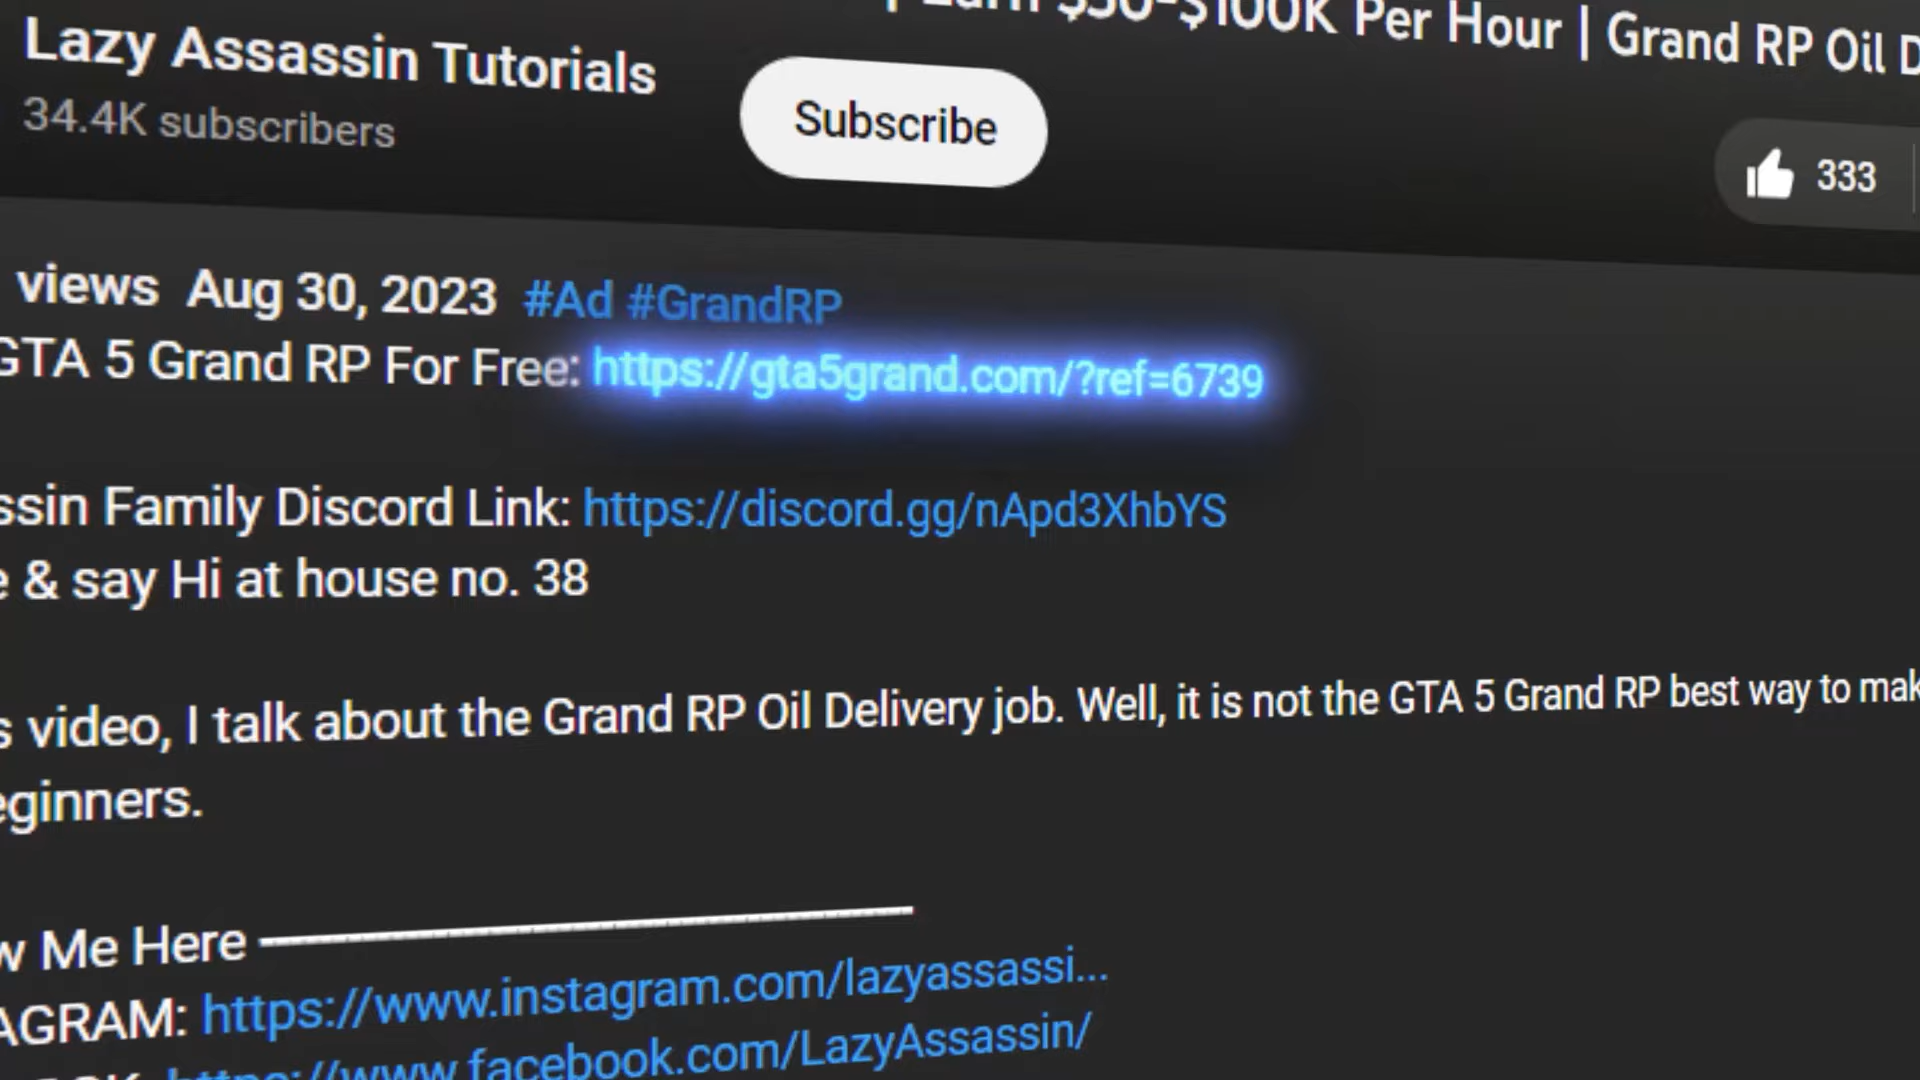 $50-$100K Per Hour | Grand RP Oil
Lazy Assassin Tutorials
34.4K subscribers
Subscribe
333
views Aug 30, 2023 #Ad #GrandRP
GTA 5 Grand RP For Free: https://gta5grand.com/?ref=6739
ssin Family Discord Link: https://discord.gg/nApd3XhbYS
e & say Hi at house no. 38
s video, I talk about the Grand RP Oil Delivery job. Well, it is not the GTA 5 Grand RP best way to mak
eginners.
w Me Here
AGRAM: https://www.instagram.com/lazyassassi...
https://www.facebook.com/LazyAssassin/